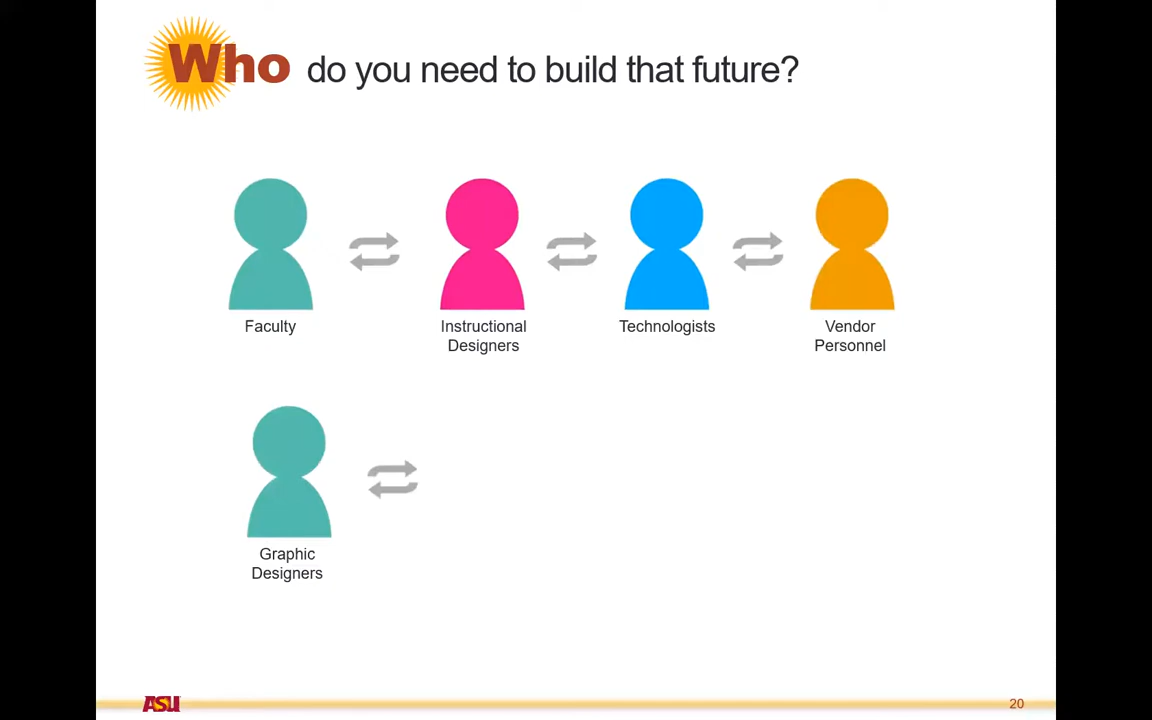 Who do you need to build that future?
Faculty
Instructional
Designers
Technologists
Vendor
Personnel
Graphic
Designers
ASU
20